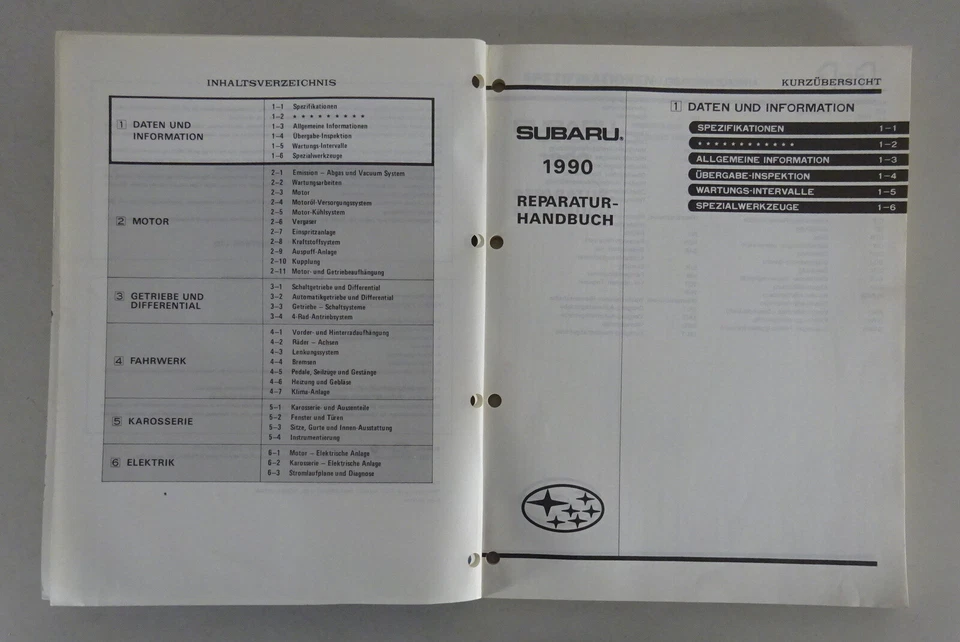 INHALTSVERZEICHNIS
1 DATEN UND
INFORMATION
1–1 Spezifikationen
1–2 * * * * * * * * *
1–3 Allgemeine Informationen
1–4 Übergabe-Inspektion
1–5 Wartungs-Intervalle
1–6 Spezialwerkzeuge
2 MOTOR
2–1 Emission – Abgas und Vacuum System
2–2 Wartungsarbeiten
2–3 Motor
2–4 Motoröl-Versorgungssystem
2–5 Motor-Kühlsystem
2–6 Vergaser
2–7 Einspritzanlage
2–8 Kraftstoffsystem
2–9 Auspuff-Anlage
2–10 Kupplung
2–11 Motor- und Getriebeaufhängung
3 GETRIEBE UND
DIFFERENTIAL
3–1 Schaltgetriebe und Differential
3–2 Automatikgetriebe und Differential
3–3 Getriebe – Schaltsysteme
3–4 4-Rad-Antriebsystem
4 FAHRWERK
4–1 Vorder- und Hinterradaufhängung
4–2 Räder – Achsen
4–3 Lenkungssystem
4–4 Bremsen
4–5 Pedale, Seilzüge und Gestänge
4–6 Heizung und Gebläse
4–7 Klima-Anlage
5 KAROSSERIE
5–1 Karosserie- und Aussenteile
5–2 Fenster und Türen
5–3 Sitze, Gurte und Innen-Ausstattung
5–4 Instrumentierung
6 ELEKTRIK
6–1 Motor – Elektrische Anlage
6–2 Karosserie – Elektrische Anlage
6–3 Stromlaufplane und Diagnose
KURZÜBERSICHT
SUBARU®
1990
REPARATUR-
HANDBUCH
1 DATEN UND INFORMATION
SPEZIFIKATIONEN 1–1
* * * * * * * * * * * * 1–2
ALLGEMEINE INFORMATION 1–3
ÜBERGABE-INSPEKTION 1–4
WARTUNGS-INTERVALLE 1–5
SPEZIALWERKZEUGE 1–6